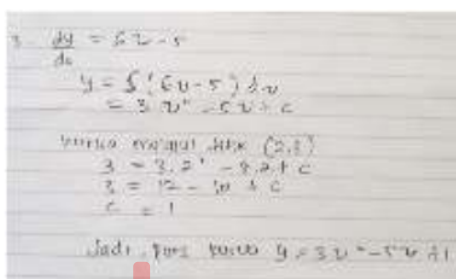 3. dy/dx = 6x - 5
y = ∫(6x-5) dx
= 3x² - 5x + c
kurva melalui titik (2,3)
3 = 3.2² - 5.2 + c
3 = 12 - 10 + c
c = 1
Jadi, pers kurva y = 3x² - 5x + 1